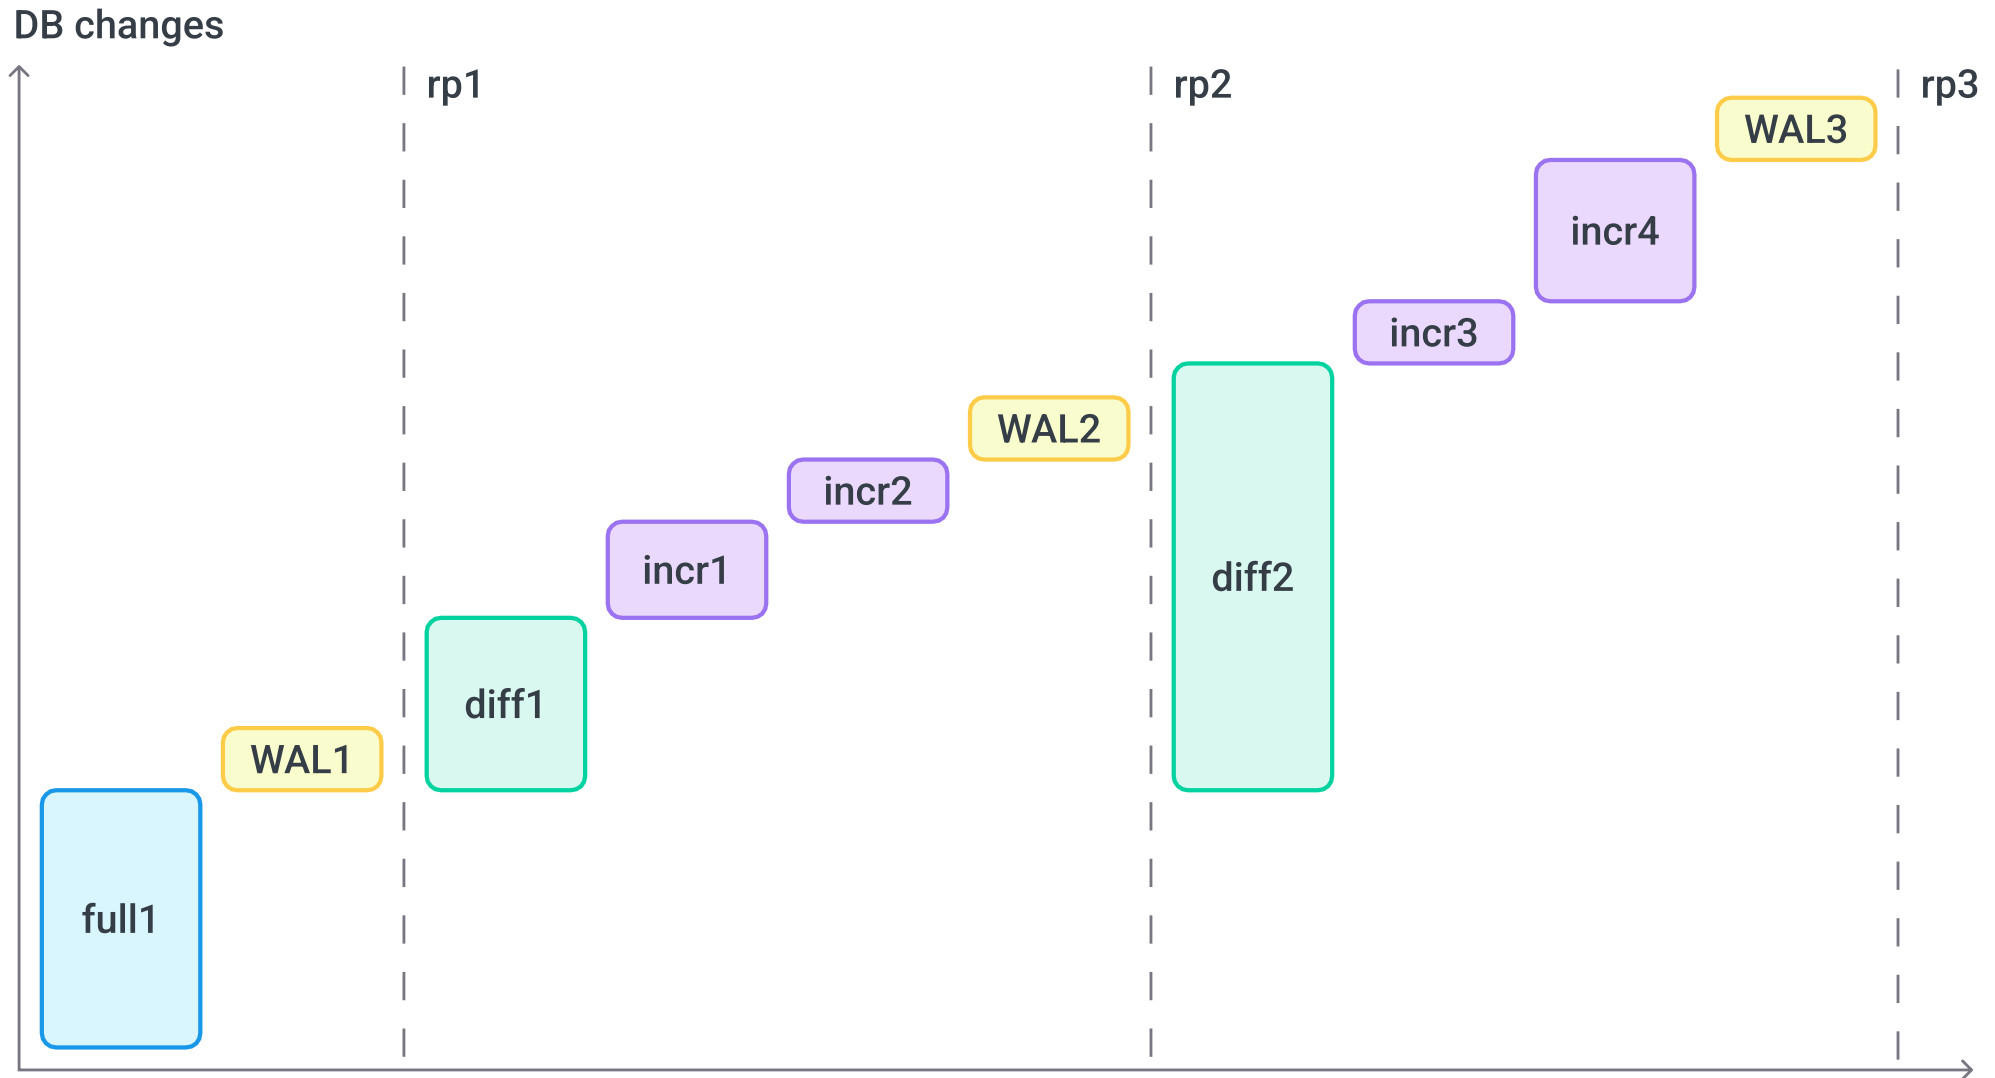 DB changes
rp1
rp2
rp3
WAL3
incr4
incr3
WAL2
incr2
incr1
diff2
diff1
WAL1
full1